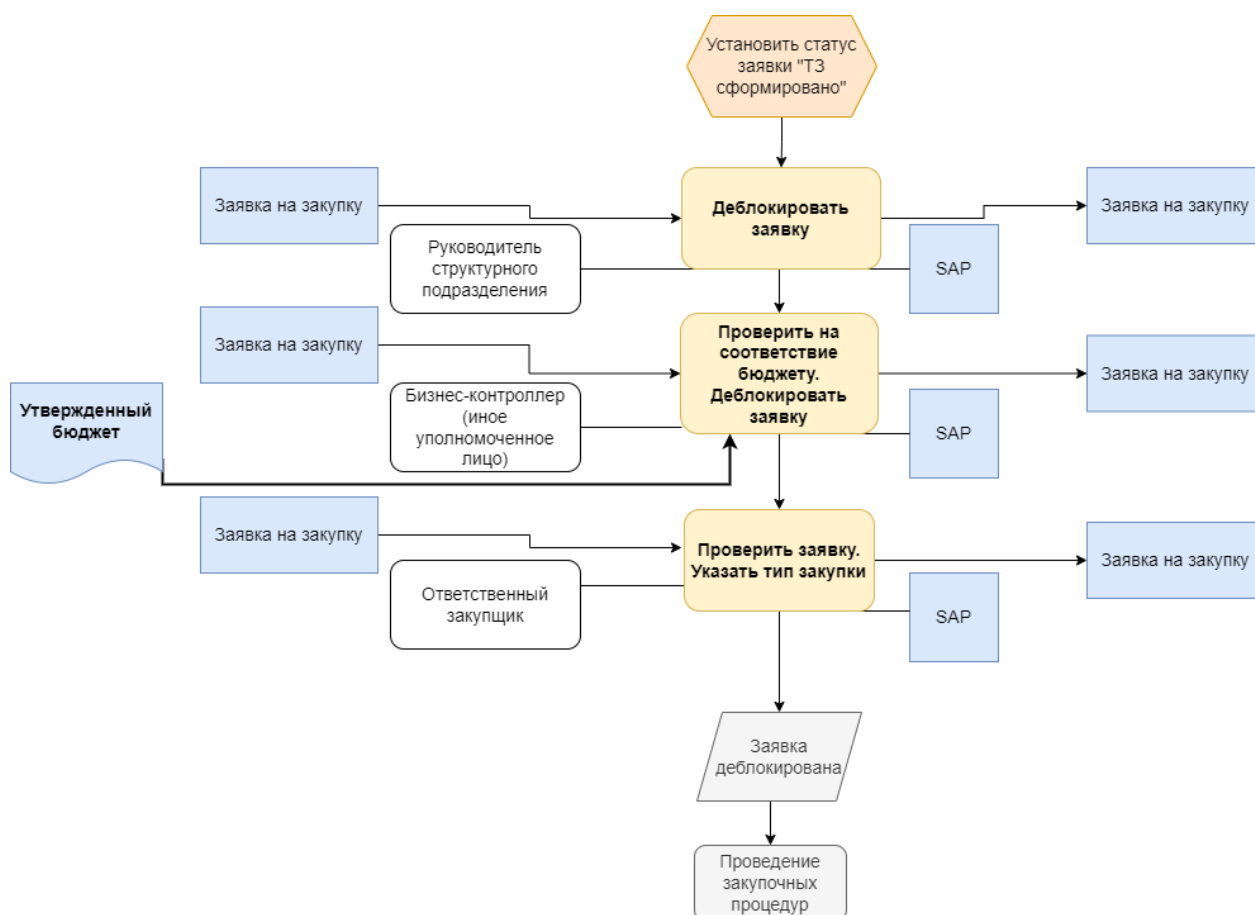 Установить статус
заявки "ТЗ
сформировано"
Заявка на закупку
Деблокировать
заявку
Заявка на закупку
Руководитель
структурного
подразделения
SAP
Заявка на закупку
Проверить на
соответствие
бюджету.
Деблокировать
заявку
Заявка на закупку
Утвержденный
бюджет
Бизнес-контроллер
(иное
уполномоченное
лицо)
SAP
Заявка на закупку
Проверить заявку.
Указать тип закупки
Заявка на закупку
Ответственный
закупщик
SAP
Заявка
деблокирована
Проведение
закупочных
процедур